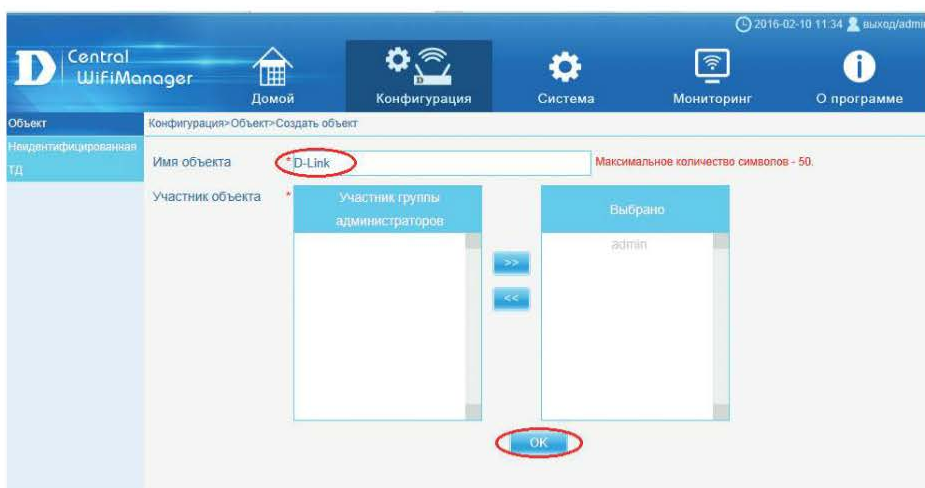 2016-02-10 11:34 выход/admin
D Central
WiFiManager
Домой
Конфигурация
Система
Мониторинг
О программе
Объект
Конфигурация>Объект>Создать объект
Неидентифицированная
ТД
Имя объекта * D-Link Максимальное количество символов - 50.
Участник объекта *
Участник группы
администраторов
Выбрано
admin
>>
<<
OK